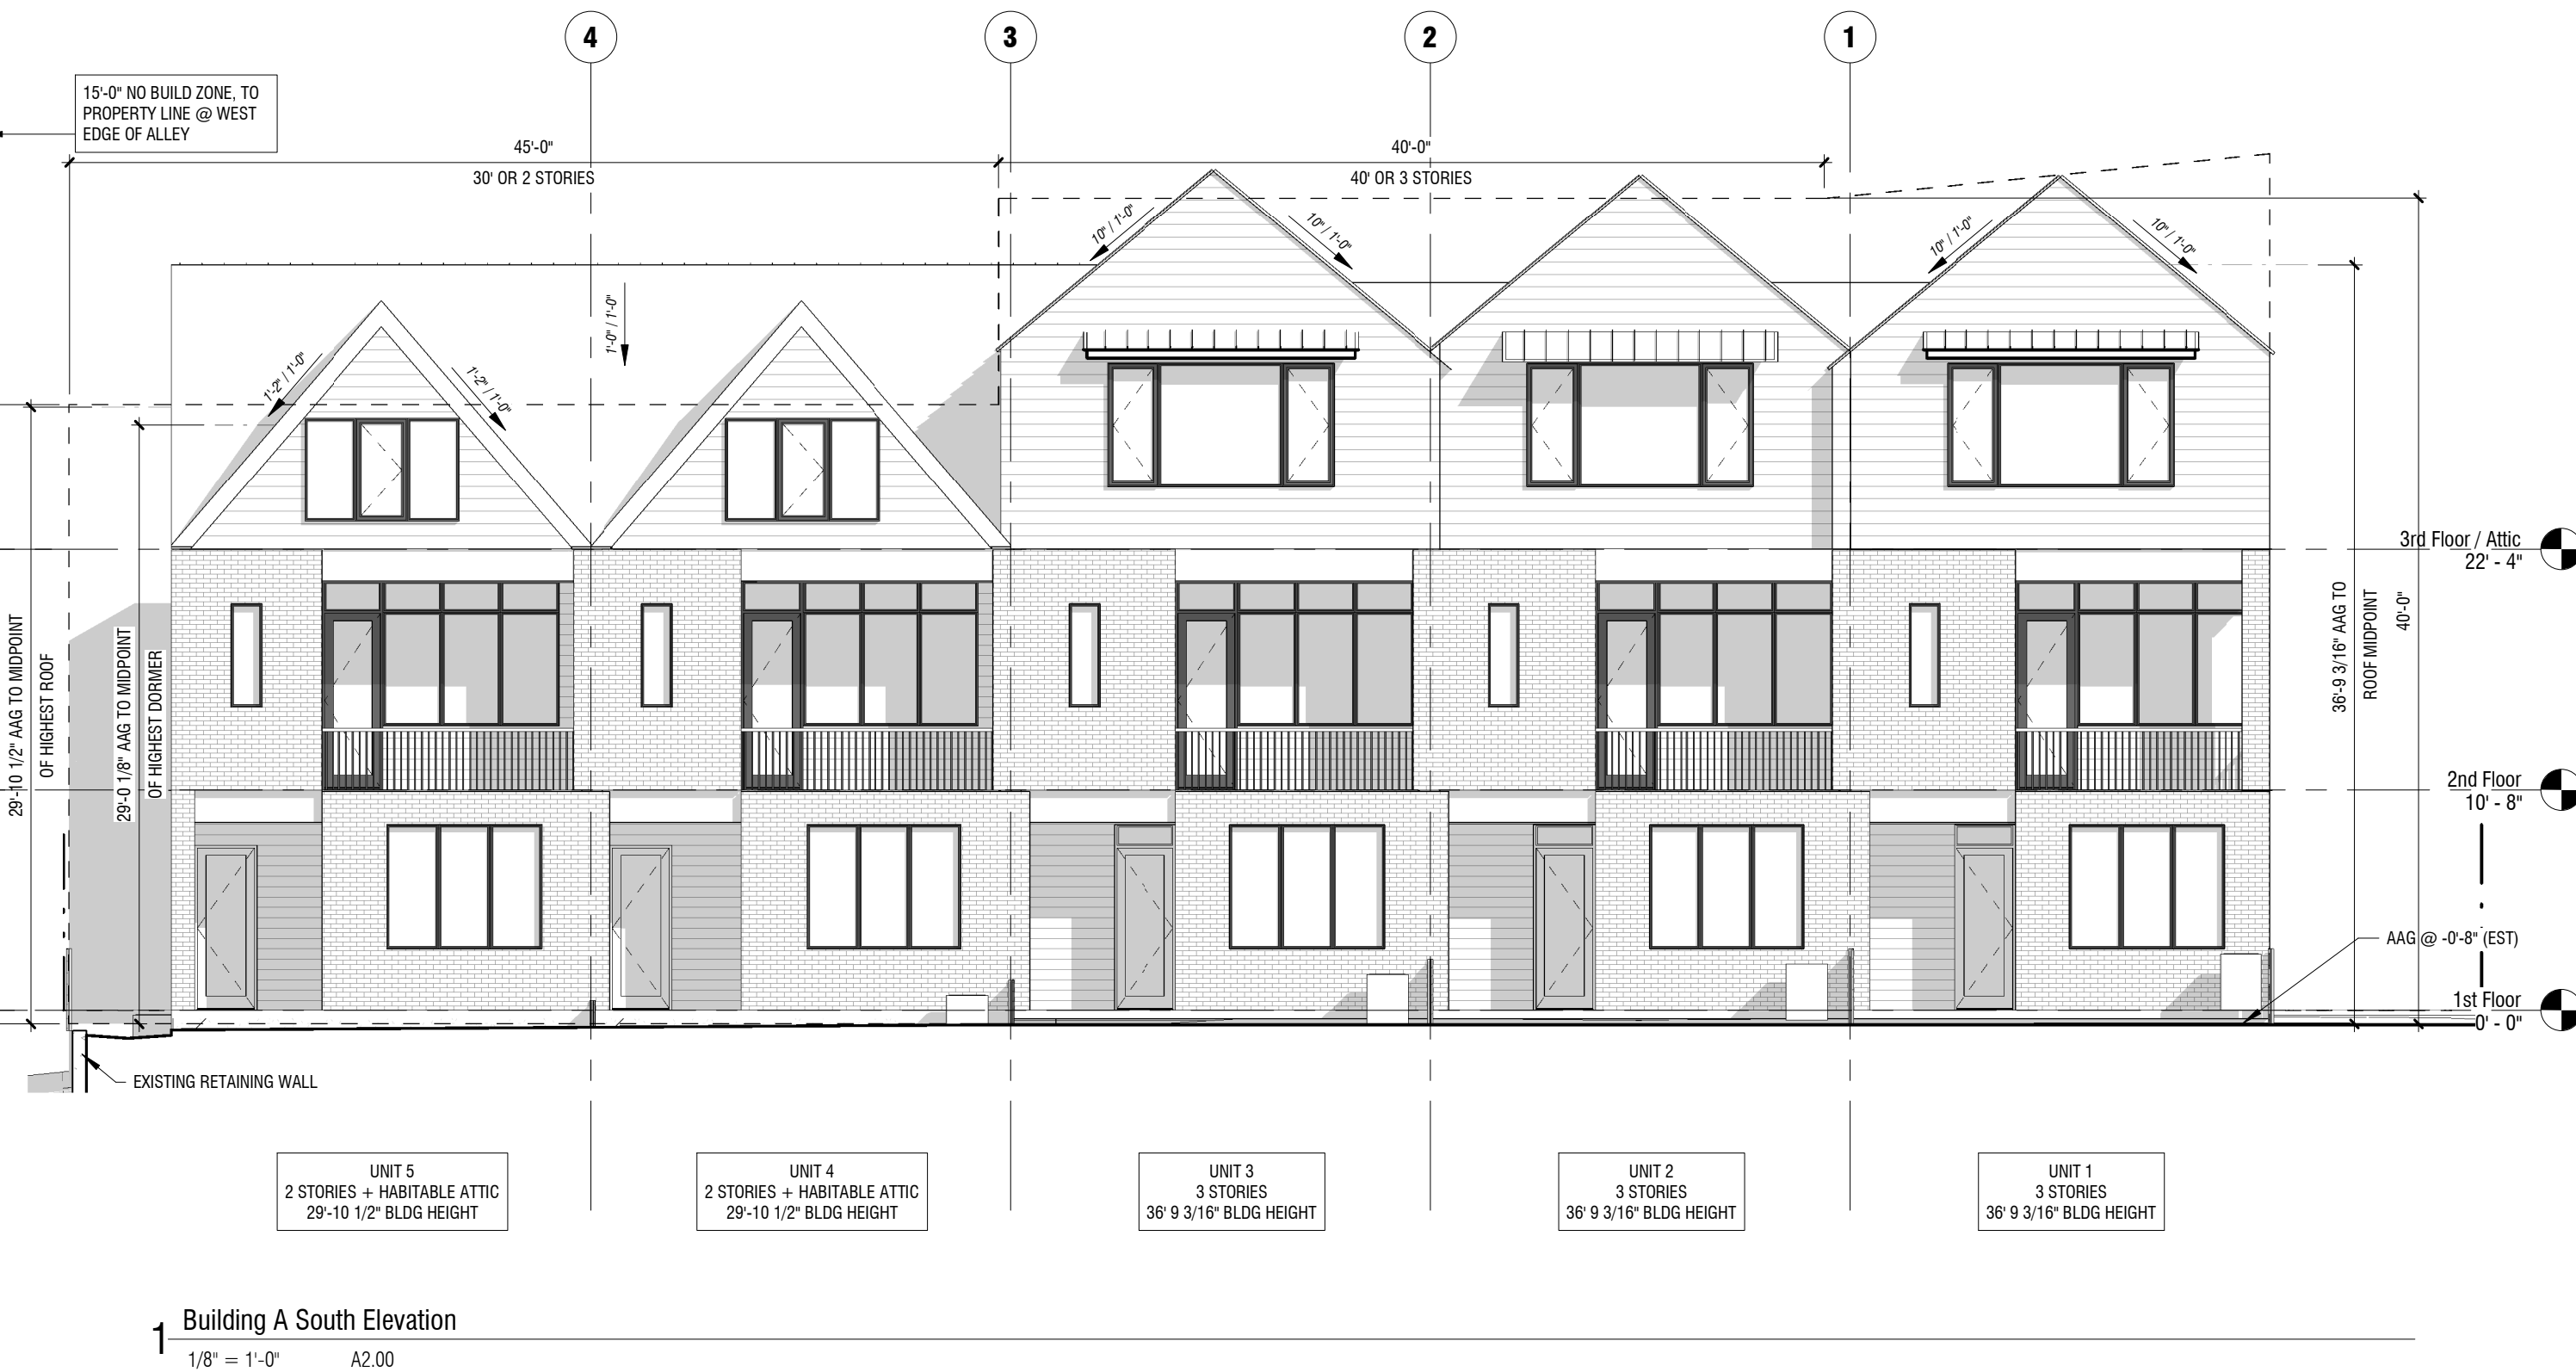 4
3
2
1
15'-0" NO BUILD ZONE, TO
PROPERTY LINE @ WEST
EDGE OF ALLEY
45'-0"
30' OR 2 STORIES
40'-0"
40' OR 3 STORIES
10" / 1'-0"
10" / 1'-0"
10" / 1'-0"
10" / 1'-0"
1'-0" / 1'-0"
1'-2" / 1'-0"
1'-2" / 1'-0"
29'-10 1/2" AAG TO MIDPOINT
OF HIGHEST ROOF
29'-0 1/8" AAG TO MIDPOINT
OF HIGHEST DORMER
36'-9 3/16" AAG TO
ROOF MIDPOINT
40'-0"
3rd Floor / Attic
22' - 4"
2nd Floor
10' - 8"
AAG @ -0'-8" (EST)
1st Floor
0' - 0"
EXISTING RETAINING WALL
UNIT 5
2 STORIES + HABITABLE ATTIC
29'-10 1/2" BLDG HEIGHT
UNIT 4
2 STORIES + HABITABLE ATTIC
29'-10 1/2" BLDG HEIGHT
UNIT 3
3 STORIES
36' 9 3/16" BLDG HEIGHT
UNIT 2
3 STORIES
36' 9 3/16" BLDG HEIGHT
UNIT 1
3 STORIES
36' 9 3/16" BLDG HEIGHT
1 Building A South Elevation
1/8" = 1'-0" A2.00